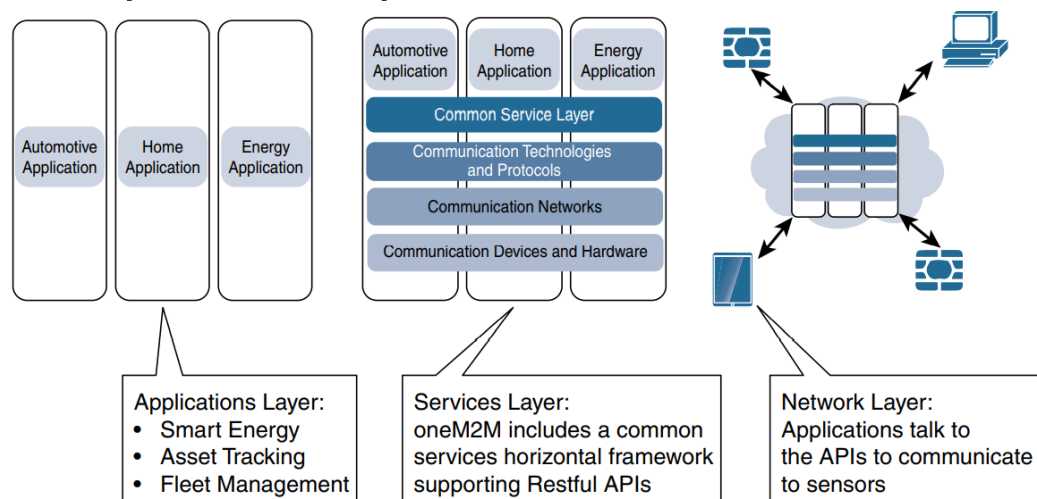 Automotive
Application
Home
Application
Energy
Application
Automotive
Application
Home
Application
Energy
Application
Common Service Layer
Communication Technologies
and Protocols
Communication Networks
Communication Devices and Hardware
Applications Layer:
• Smart Energy
• Asset Tracking
• Fleet Management
Services Layer:
oneM2M includes a common
services horizontal framework
supporting Restful APIs
Network Layer:
Applications talk to
the APIs to communicate
to sensors